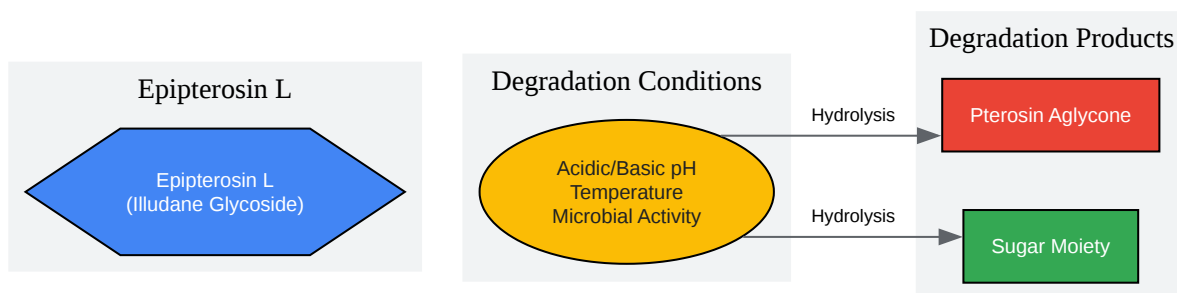 Epipterosin L
Epipterosin L
(Illudane Glycoside)
Degradation Conditions
Acidic/Basic pH
Temperature
Microbial Activity
Hydrolysis
Hydrolysis
Degradation Products
Pterosin Aglycone
Sugar Moiety